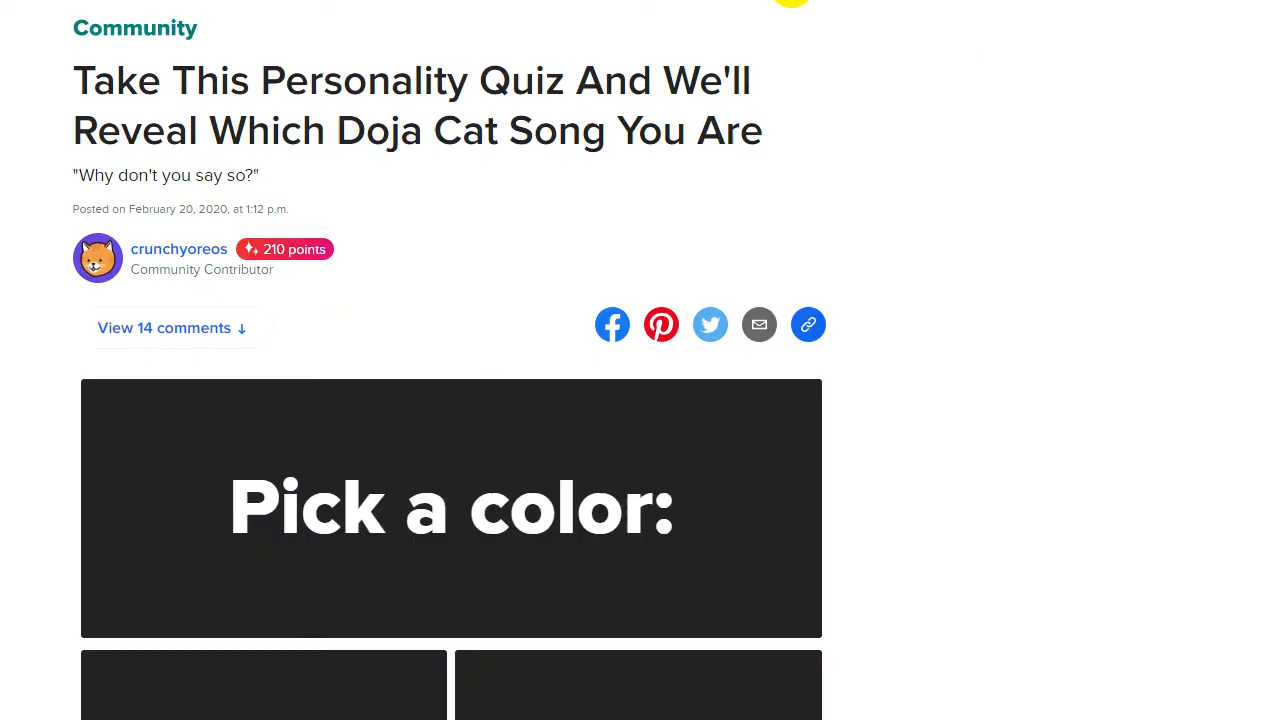 Community
Take This Personality Quiz And We'll
Reveal Which Doja Cat Song You Are
"Why don't you say so?"
Posted on February 20, 2020, at 1:12 p.m.
crunchyoreos 210 points
Community Contributor
View 14 comments ↓
Pick a color: